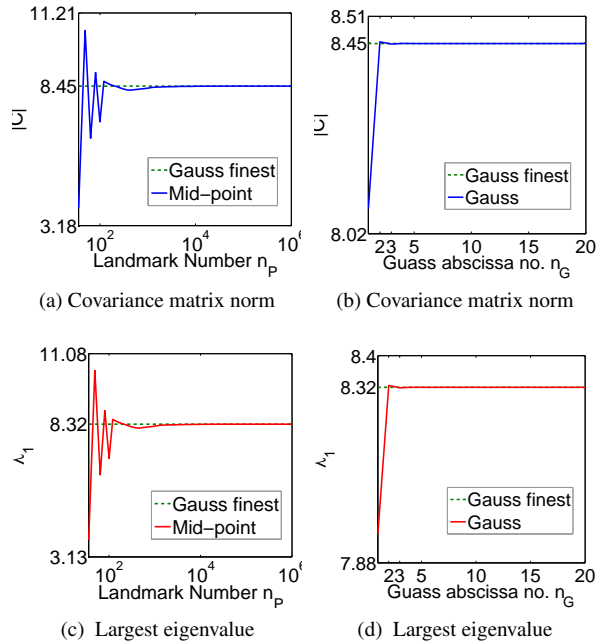 11.21
8.45
|C|
3.18
Gauss finest
Mid-point
10^2 10^4 10^6
Landmark Number n_P
(a) Covariance matrix norm
8.51
8.45
|C|
8.02
Gauss finest
Gauss
2 3 5 10 15 20
Guass abscissa no. n_G
(b) Covariance matrix norm
11.08
8.32
λ_1
3.13
Gauss finest
Mid-point
10^2 10^4 10^6
Landmark Number n_P
(c) Largest eigenvalue
8.4
8.32
λ_1
7.88
Gauss finest
Gauss
2 3 5 10 15 20
Guass abscissa no. n_G
(d) Largest eigenvalue